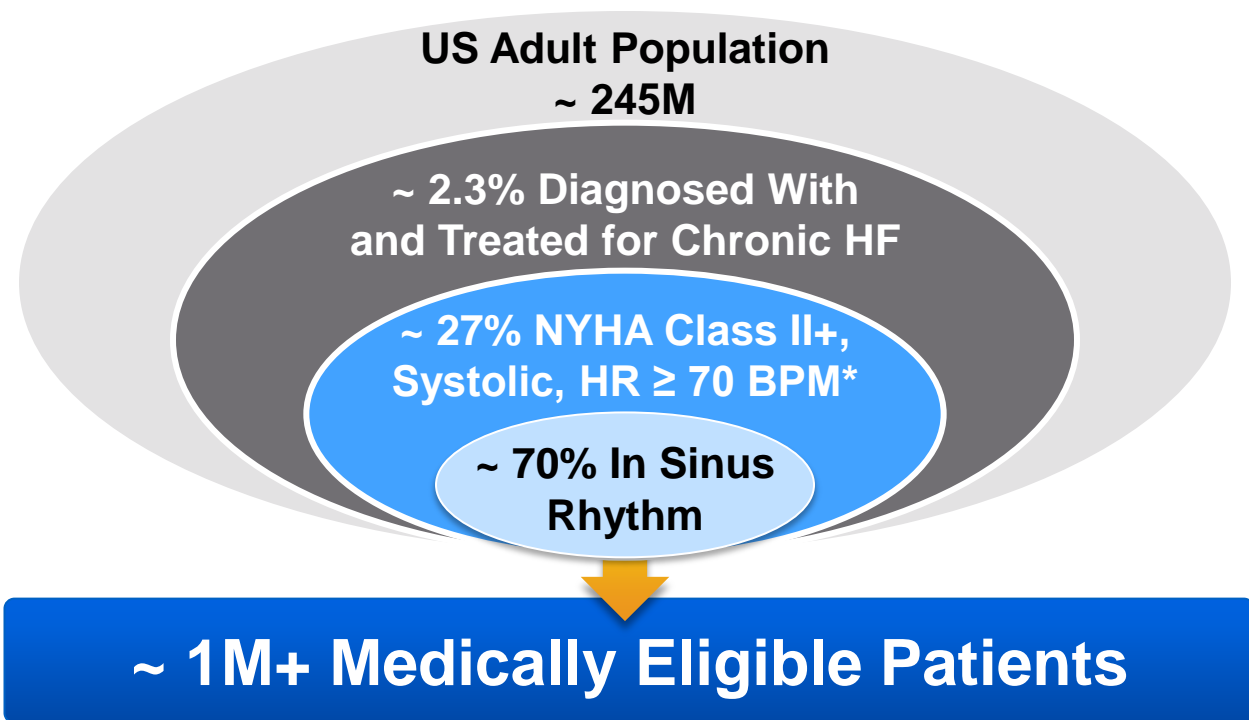 US Adult Population
~ 245M
~ 2.3% Diagnosed With
and Treated for Chronic HF
~ 27% NYHA Class II+,
Systolic, HR ≥ 70 BPM*
~ 70% In Sinus
Rhythm
~ 1M+ Medically Eligible Patients